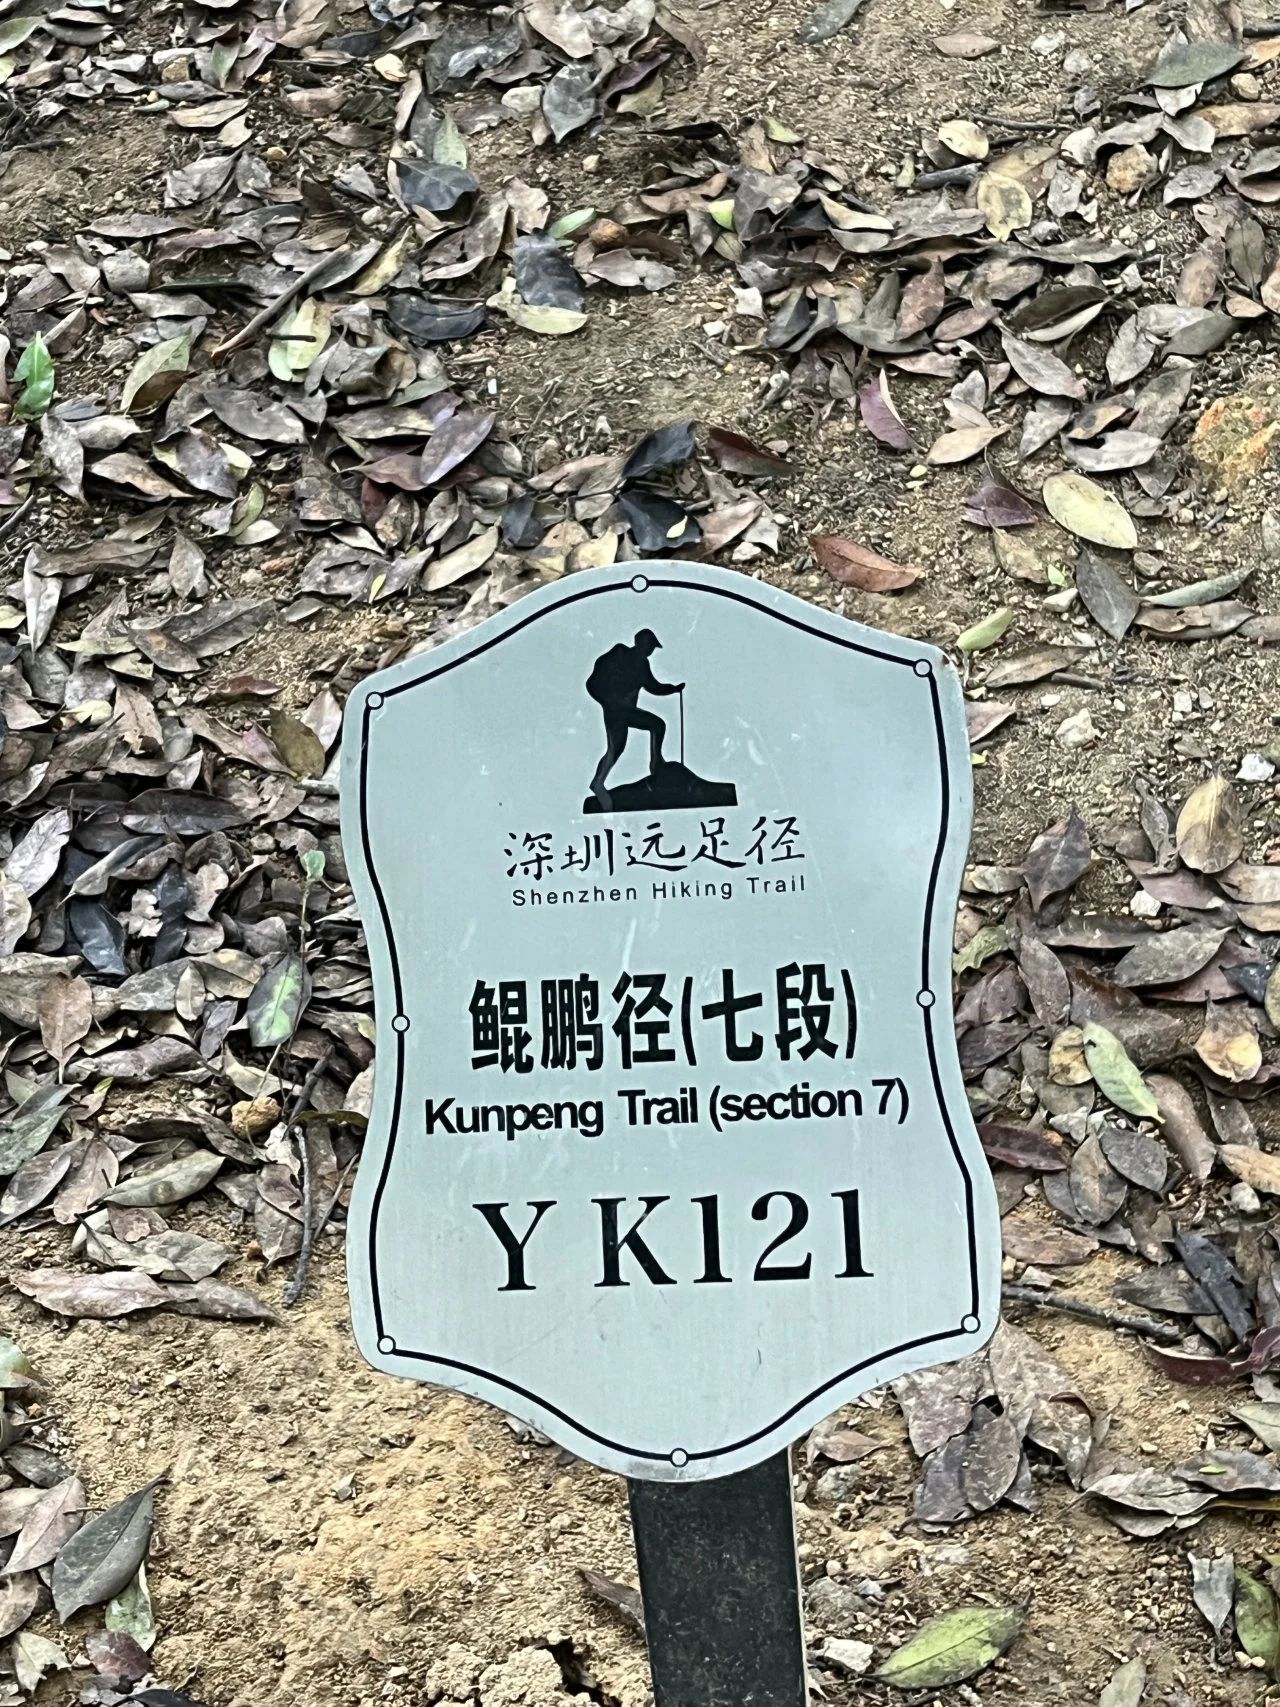 深圳远足径
Shenzhen Hiking Trail
鲲鹏径(七段)
Kunpeng Trail (section 7)
Y K121